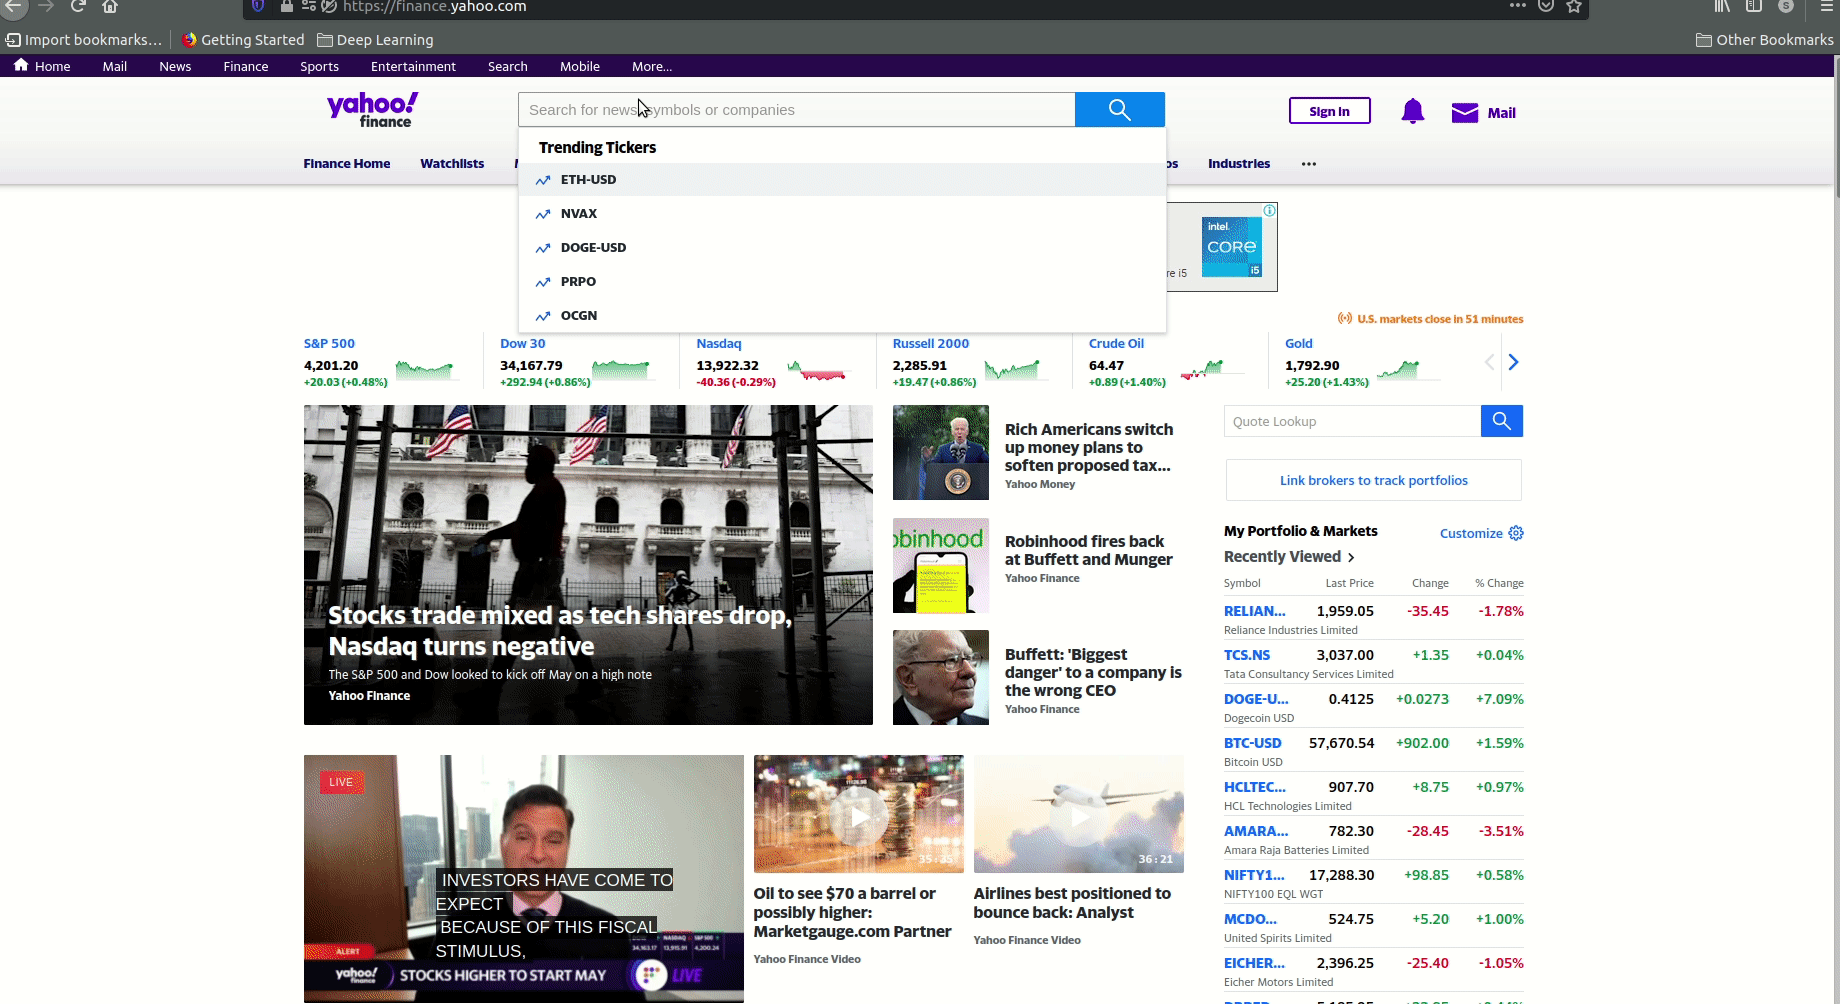 https://finance.yahoo.com
Import bookmarks...
Getting Started
Deep Learning
Other Bookmarks
Home
Mail
News
Finance
Sports
Entertainment
Search
Mobile
More...
yahoo!
finance
Search for news, symbols or companies
Sign in
Mail
Finance Home
Watchlists
Industries
Trending Tickers
ETH-USD
NVAX
DOGE-USD
PRPO
OCGN
intel.
CORE
i5
re i5
U.S. markets close in 51 minutes
S&P 500
4,201.20
+20.03 (+0.48%)
Dow 30
34,167.79
+292.94 (+0.86%)
Nasdaq
13,922.32
-40.36 (-0.29%)
Russell 2000
2,285.91
+19.47 (+0.86%)
Crude Oil
64.47
+0.89 (+1.40%)
Gold
1,792.90
+25.20 (+1.43%)
Stocks trade mixed as tech shares drop,
Nasdaq turns negative
The S&P 500 and Dow looked to kick off May on a high note
Yahoo Finance
Rich Americans switch
up money plans to
soften proposed tax...
Yahoo Money
obinhood
Robinhood fires back
at Buffett and Munger
Yahoo Finance
Buffett: 'Biggest
danger' to a company is
the wrong CEO
Yahoo Finance
Quote Lookup
Link brokers to track portfolios
My Portfolio & Markets
Customize
Recently Viewed
Symbol Last Price Change % Change
RELIAN... 1,959.05 -35.45 -1.78%
Reliance Industries Limited
TCS.NS 3,037.00 +1.35 +0.04%
Tata Consultancy Services Limited
DOGE-U... 0.4125 +0.0273 +7.09%
Dogecoin USD
BTC-USD 57,670.54 +902.00 +1.59%
Bitcoin USD
HCLTEC... 907.70 +8.75 +0.97%
HCL Technologies Limited
AMARA... 782.30 -28.45 -3.51%
Amara Raja Batteries Limited
NIFTY1... 17,288.30 +98.85 +0.58%
NIFTY100 EQL WGT
MCDO... 524.75 +5.20 +1.00%
United Spirits Limited
EICHER... 2,396.25 -25.40 -1.05%
Eicher Motors Limited
LIVE
INVESTORS HAVE COME TO
EXPECT
BECAUSE OF THIS FISCAL
STIMULUS,
ALERT
yahoo!
finance
STOCKS HIGHER TO START MAY
LIVE
Oil to see $70 a barrel or
possibly higher:
Marketgauge.com Partner
Yahoo Finance Video
36:21
Airlines best positioned to
bounce back: Analyst
Yahoo Finance Video